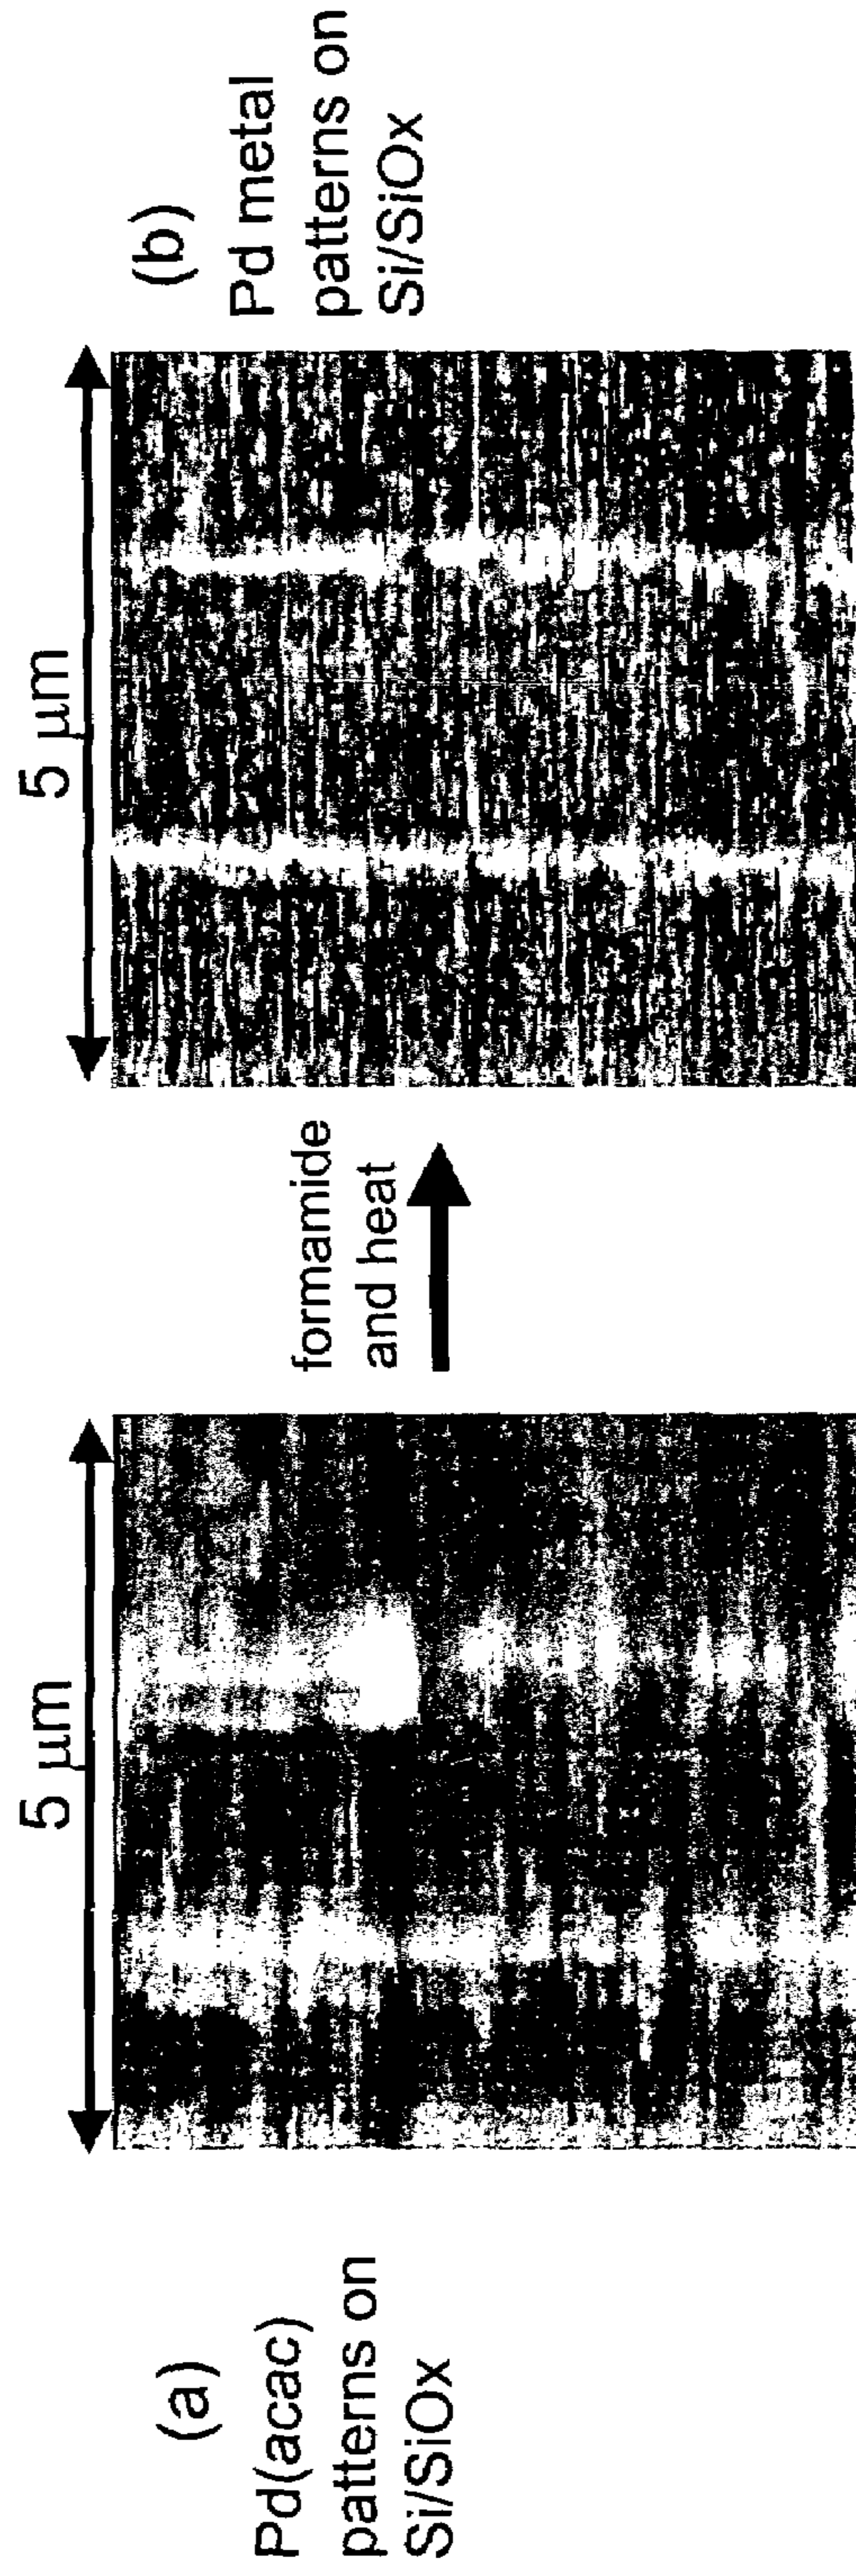 (a)
Pd(acac)
patterns on
Si/SiOx
5 μm
formamide
and heat
5 μm
(b)
Pd metal
patterns on
Si/SiOx